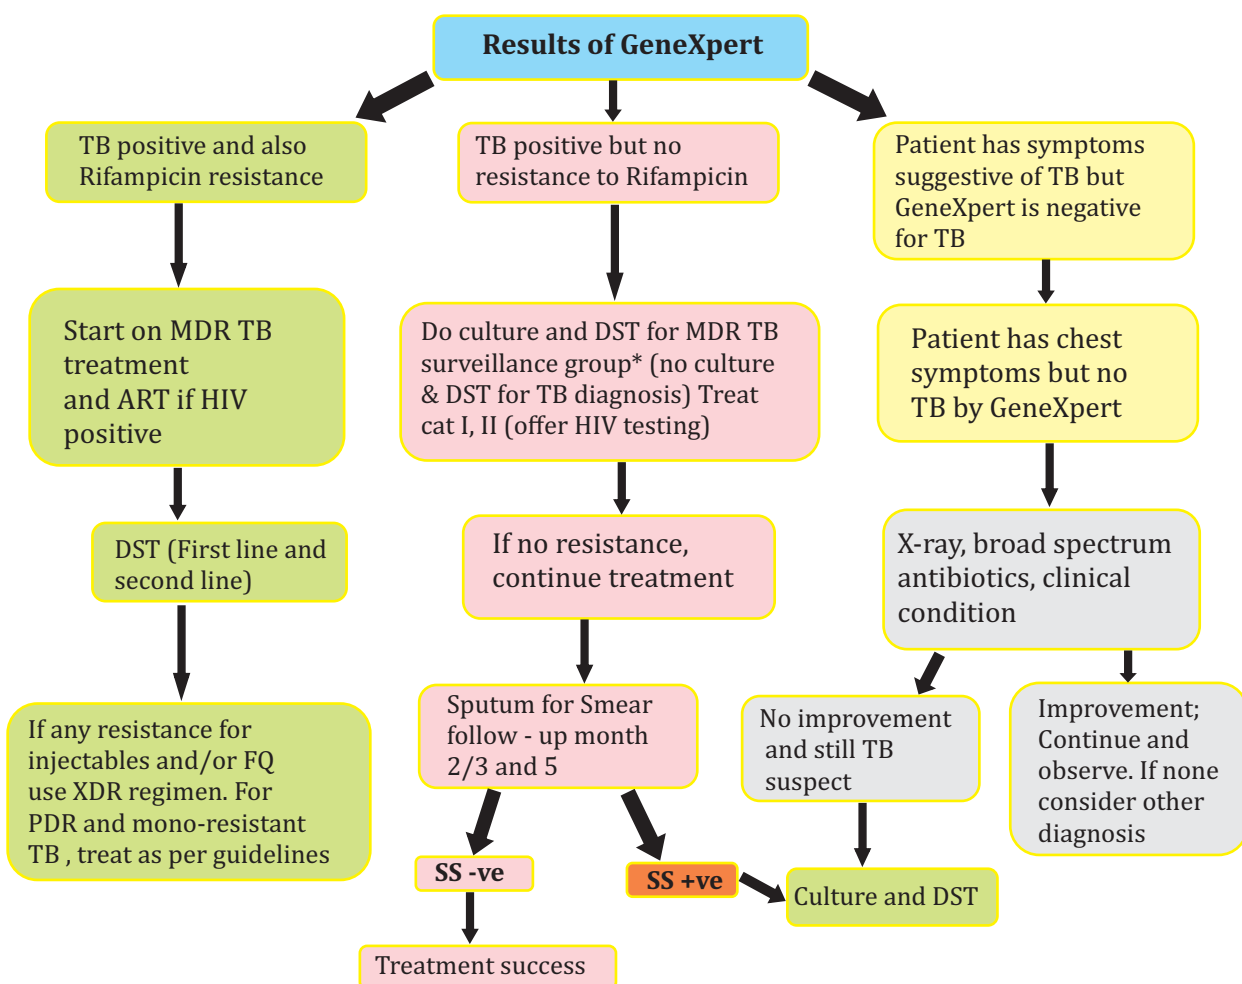 Results of GeneXpert
TB positive and also
Rifampicin resistance
Start on MDR TB
treatment
and ART if HIV
positive
DST (First line and
second line)
If any resistance for
injectables and/or FQ
use XDR regimen. For
PDR and mono-resistant
TB , treat as per guidelines
TB positive but no
resistance to Rifampicin
Do culture and DST for MDR TB
surveillance group* (no culture
& DST for TB diagnosis) Treat
cat I, II (offer HIV testing)
If no resistance,
continue treatment
Sputum for Smear
follow - up month
2/3 and 5
SS -ve
Treatment success
SS +ve
Patient has symptoms
suggestive of TB but
GeneXpert is negative
for TB
Patient has chest
symptoms but no
TB by GeneXpert
X-ray, broad spectrum
antibiotics, clinical
condition
No improvement
and still TB
suspect
Culture and DST
Improvement;
Continue and
observe. If none
consider other
diagnosis